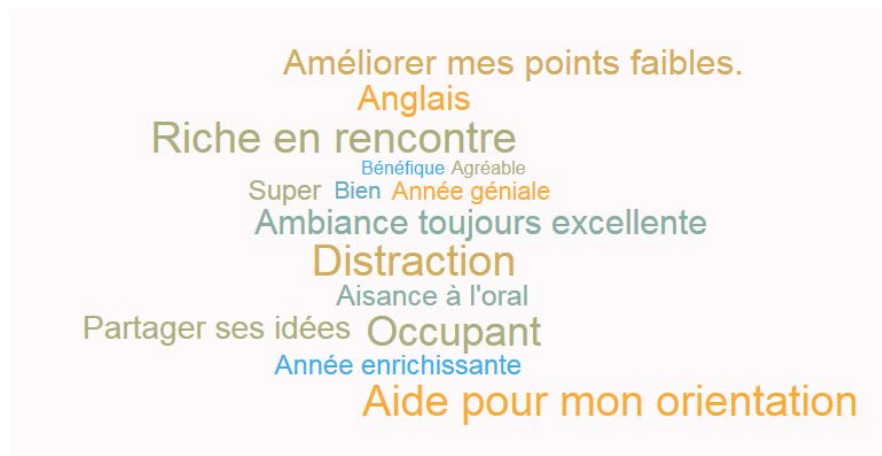 Améliorer mes points faibles.
Anglais
Riche en rencontre
Bénéfique Agréable
Super Bien Année géniale
Ambiance toujours excellente
Distraction
Aisance à l'oral
Partager ses idées Occupant
Année enrichissante
Aide pour mon orientation